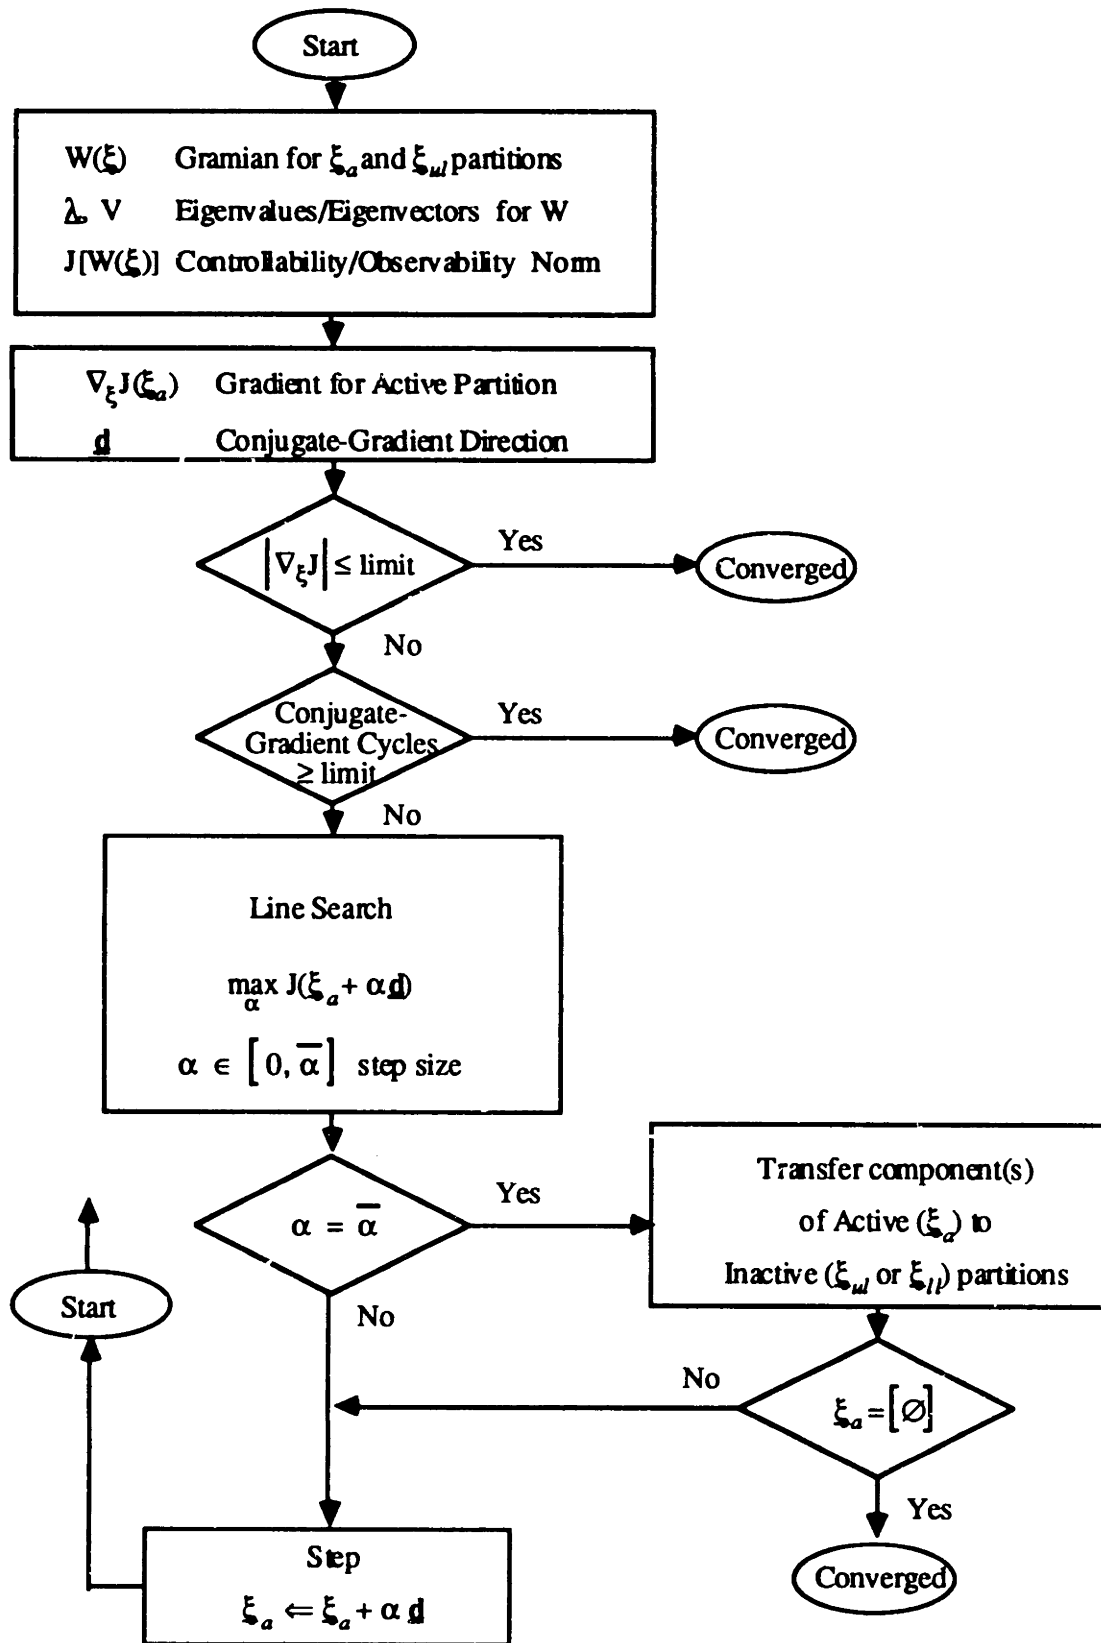 Start
W(ξ) Gramian for ξₐ and ξᵤₗ partitions
λ, V Eigenvalues/Eigenvectors for W
J[W(ξ)] Controllability/Observability Norm
∇_ξ J(ξₐ) Gradient for Active Partition
d Conjugate-Gradient Direction
|∇_ξ J| ≤ limit
Yes
Converged
No
Conjugate-
Gradient Cycles
≥ limit
Yes
Converged
No
Line Search
max J(ξₐ + α d)
α
α ∈ [0, ᾱ] step size
α = ᾱ
Yes
Transfer component(s)
of Active (ξₐ) to
Inactive (ξᵤₗ or ξₗₗ) partitions
Start
No
No
ξₐ = [∅]
Yes
Converged
Step
ξₐ ⇐ ξₐ + α d